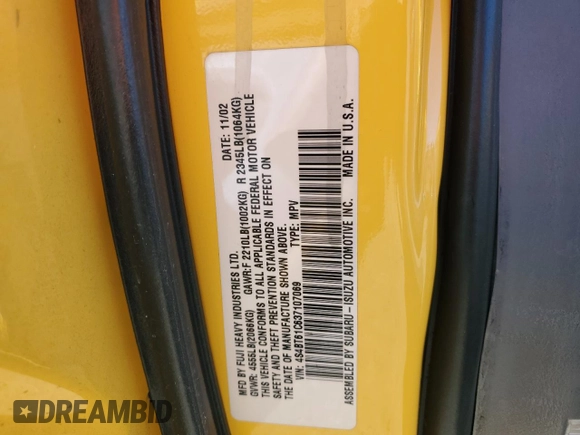 MFD BY FUJI HEAVY INDUSTRIES LTD. DATE: 11/02
GVWR: 4555LB(2066KG) GAWR:F 2210LB(1002KG) R 2345LB(1064KG)
THIS VEHICLE CONFORMS TO ALL APPLICABLE FEDERAL MOTOR VEHICLE
SAFETY AND THEFT PREVENTION STANDARDS IN EFFECT ON
THE DATE OF MANUFACTURE SHOWN ABOVE.
VIN: 4S4BT61C637107069 TYPE: MPV
ASSEMBLED BY SUBARU-ISUZU AUTOMOTIVE INC. MADE IN U.S.A.
DREAMBID